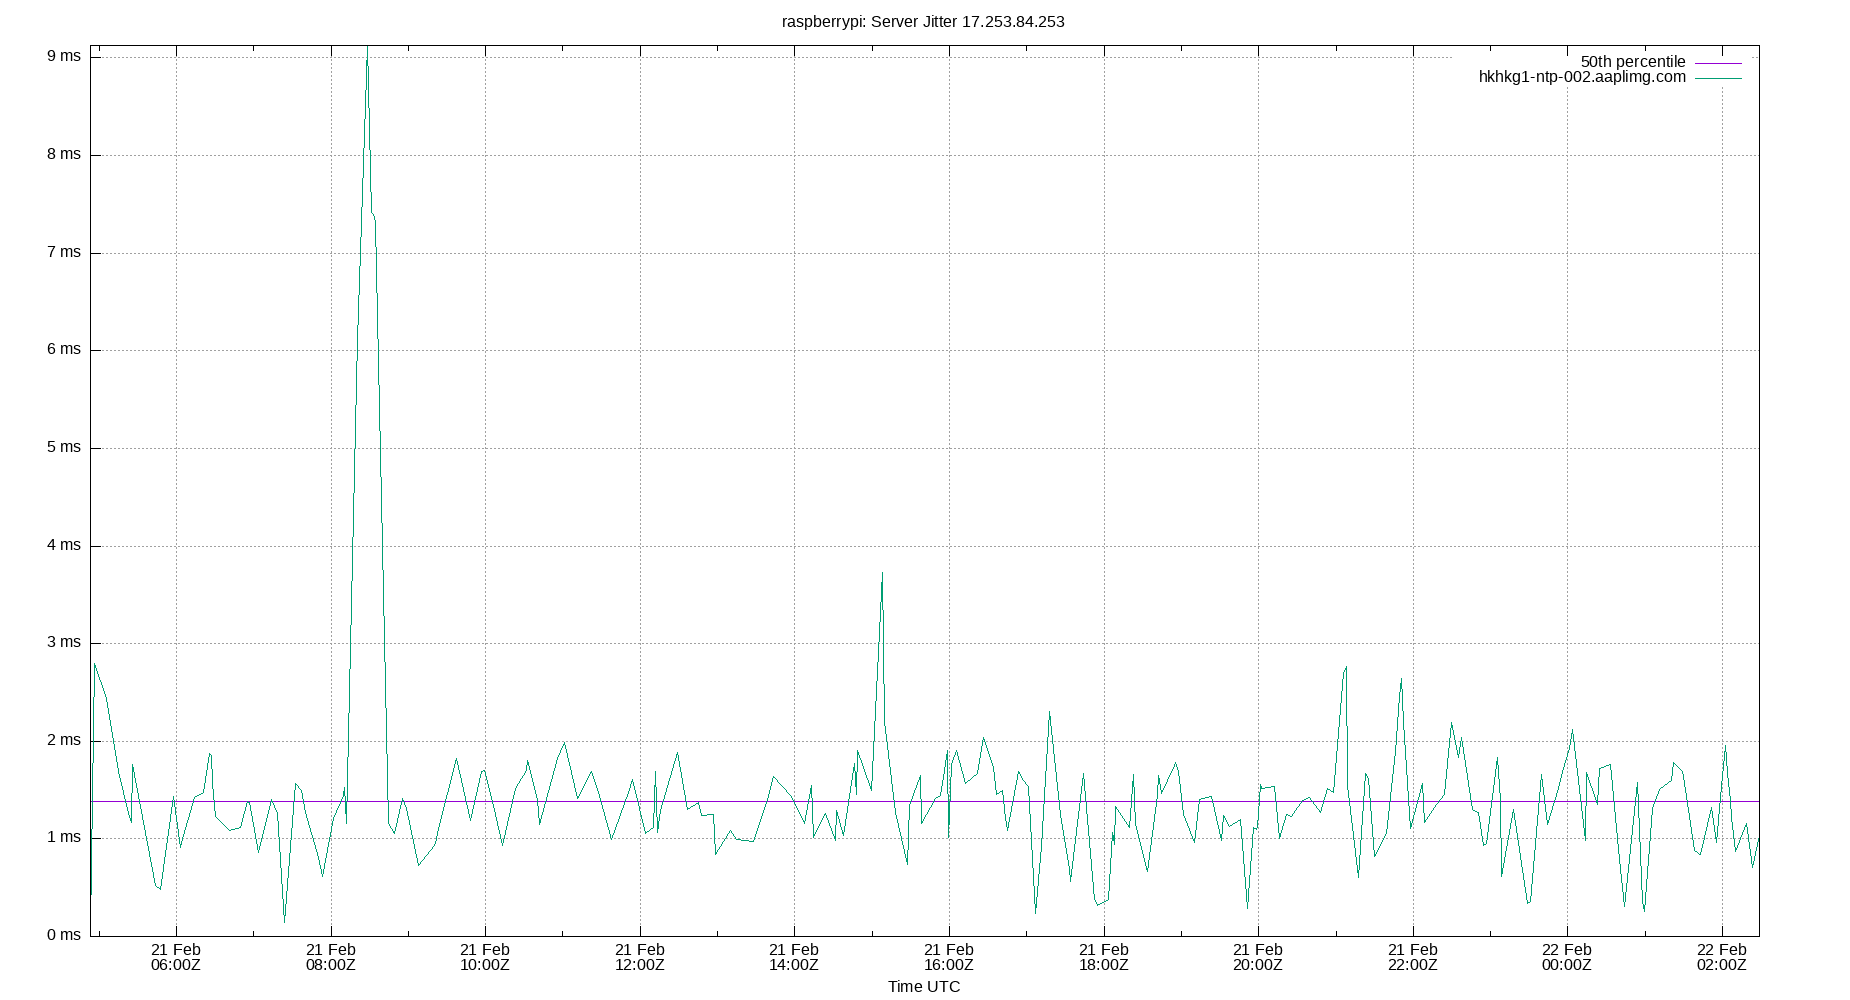 raspberrypi: Server Jitter 17.253.84.253
9 ms
8 ms
7 ms
6 ms
5 ms
4 ms
3 ms
2 ms
1 ms
0 ms
50th percentile
hkhkg1-ntp-002.aaplimg.com
21 Feb 21 Feb 21 Feb 21 Feb 21 Feb 21 Feb 21 Feb 21 Feb 21 Feb 22 Feb 22 Feb
06:00Z 08:00Z 10:00Z 12:00Z 14:00Z 16:00Z 18:00Z 20:00Z 22:00Z 00:00Z 02:00Z
Time UTC